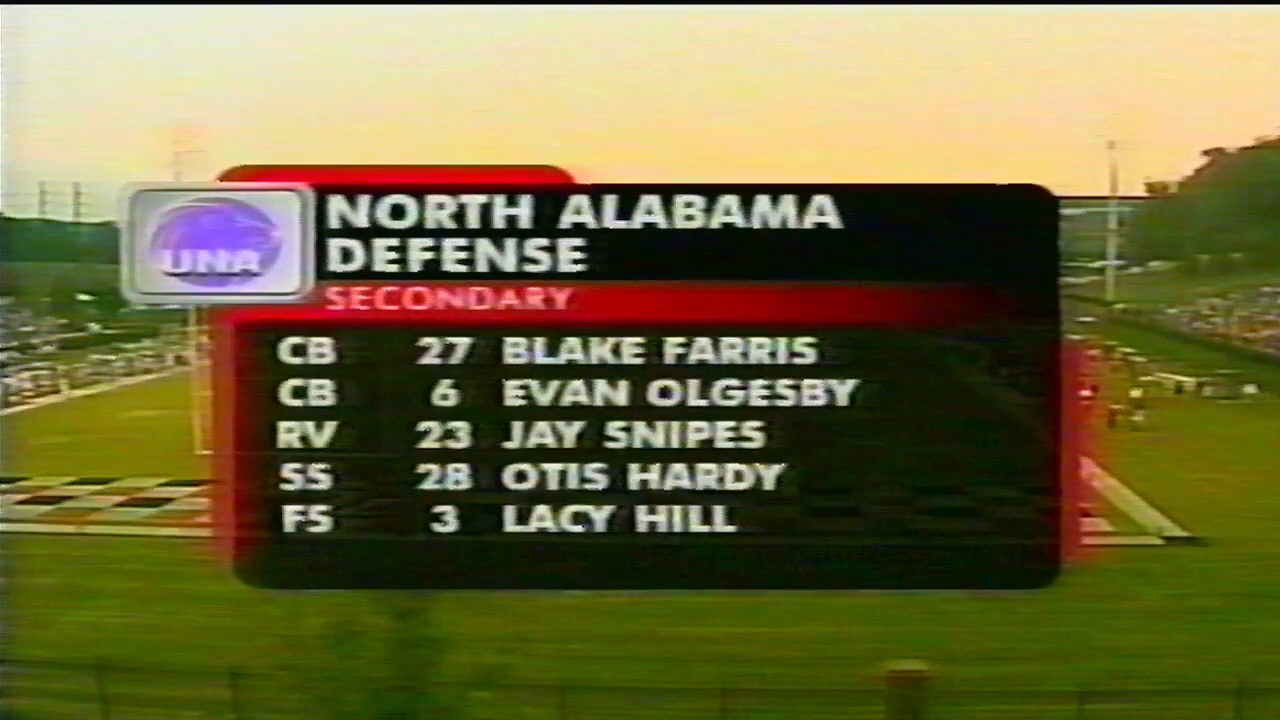 UNA
NORTH ALABAMA
DEFENSE
SECONDARY
CB 27 BLAKE FARRIS
CB 6 EVAN OLGESBY
RV 23 JAY SNIPES
SS 28 OTIS HARDY
FS 3 LACY HILL